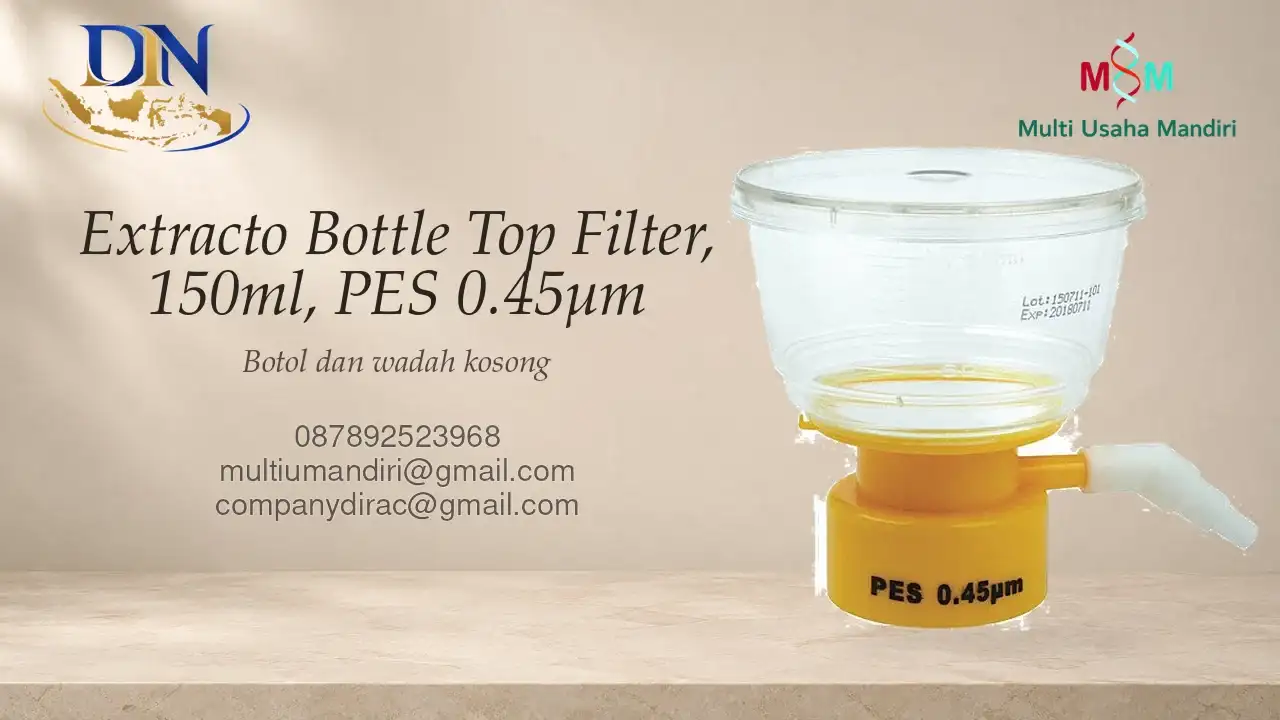 DN
MSM
Multi Usaha Mandiri
Extracto Bottle Top Filter,
150ml, PES 0.45µm
Botol dan wadah kosong
087892523968
multiumandiri@gmail.com
companydirac@gmail.com
Lot:150711-101
Exp:20180711
PES 0.45µm